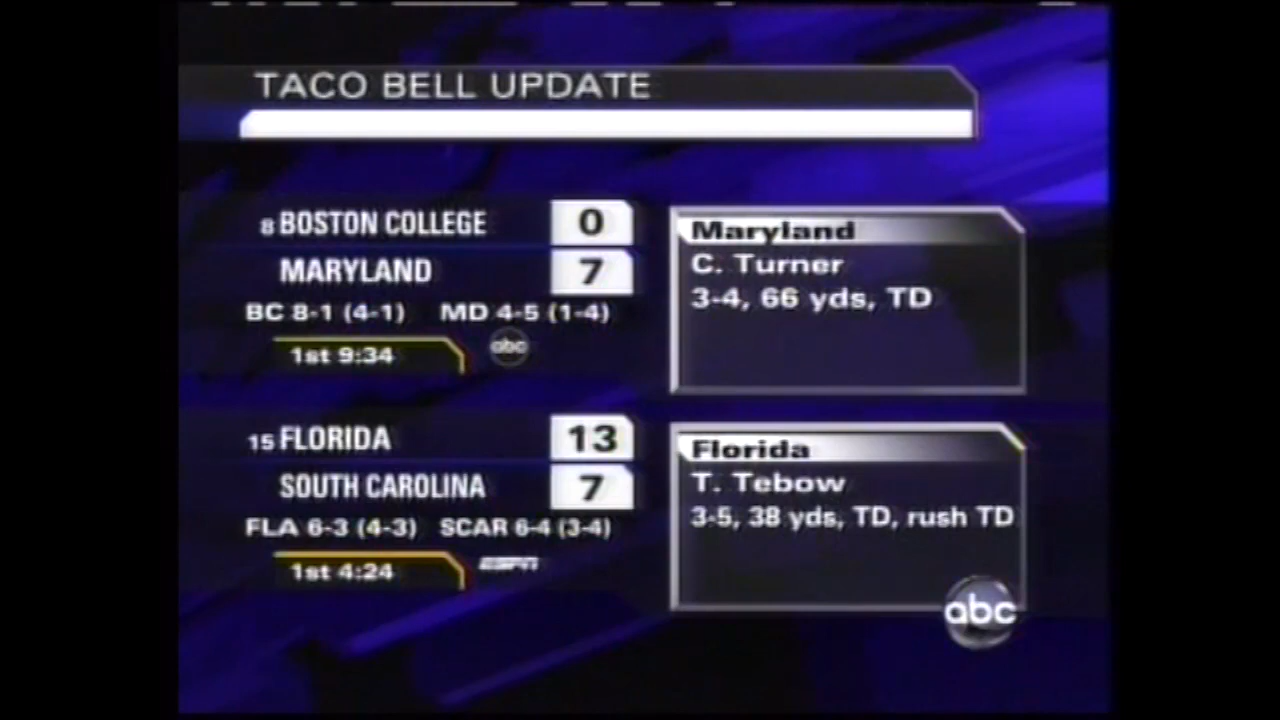 TACO BELL UPDATE
8 BOSTON COLLEGE 0
MARYLAND 7
BC 8-1 (4-1) MD 4-5 (1-4)
1st 9:34 abc
Maryland
C. Turner
3-4, 66 yds, TD
15 FLORIDA 13
SOUTH CAROLINA 7
FLA 6-3 (4-3) SCAR 6-4 (3-4)
1st 4:24 ESPN
Florida
T. Tebow
3-5, 38 yds, TD, rush TD
abc